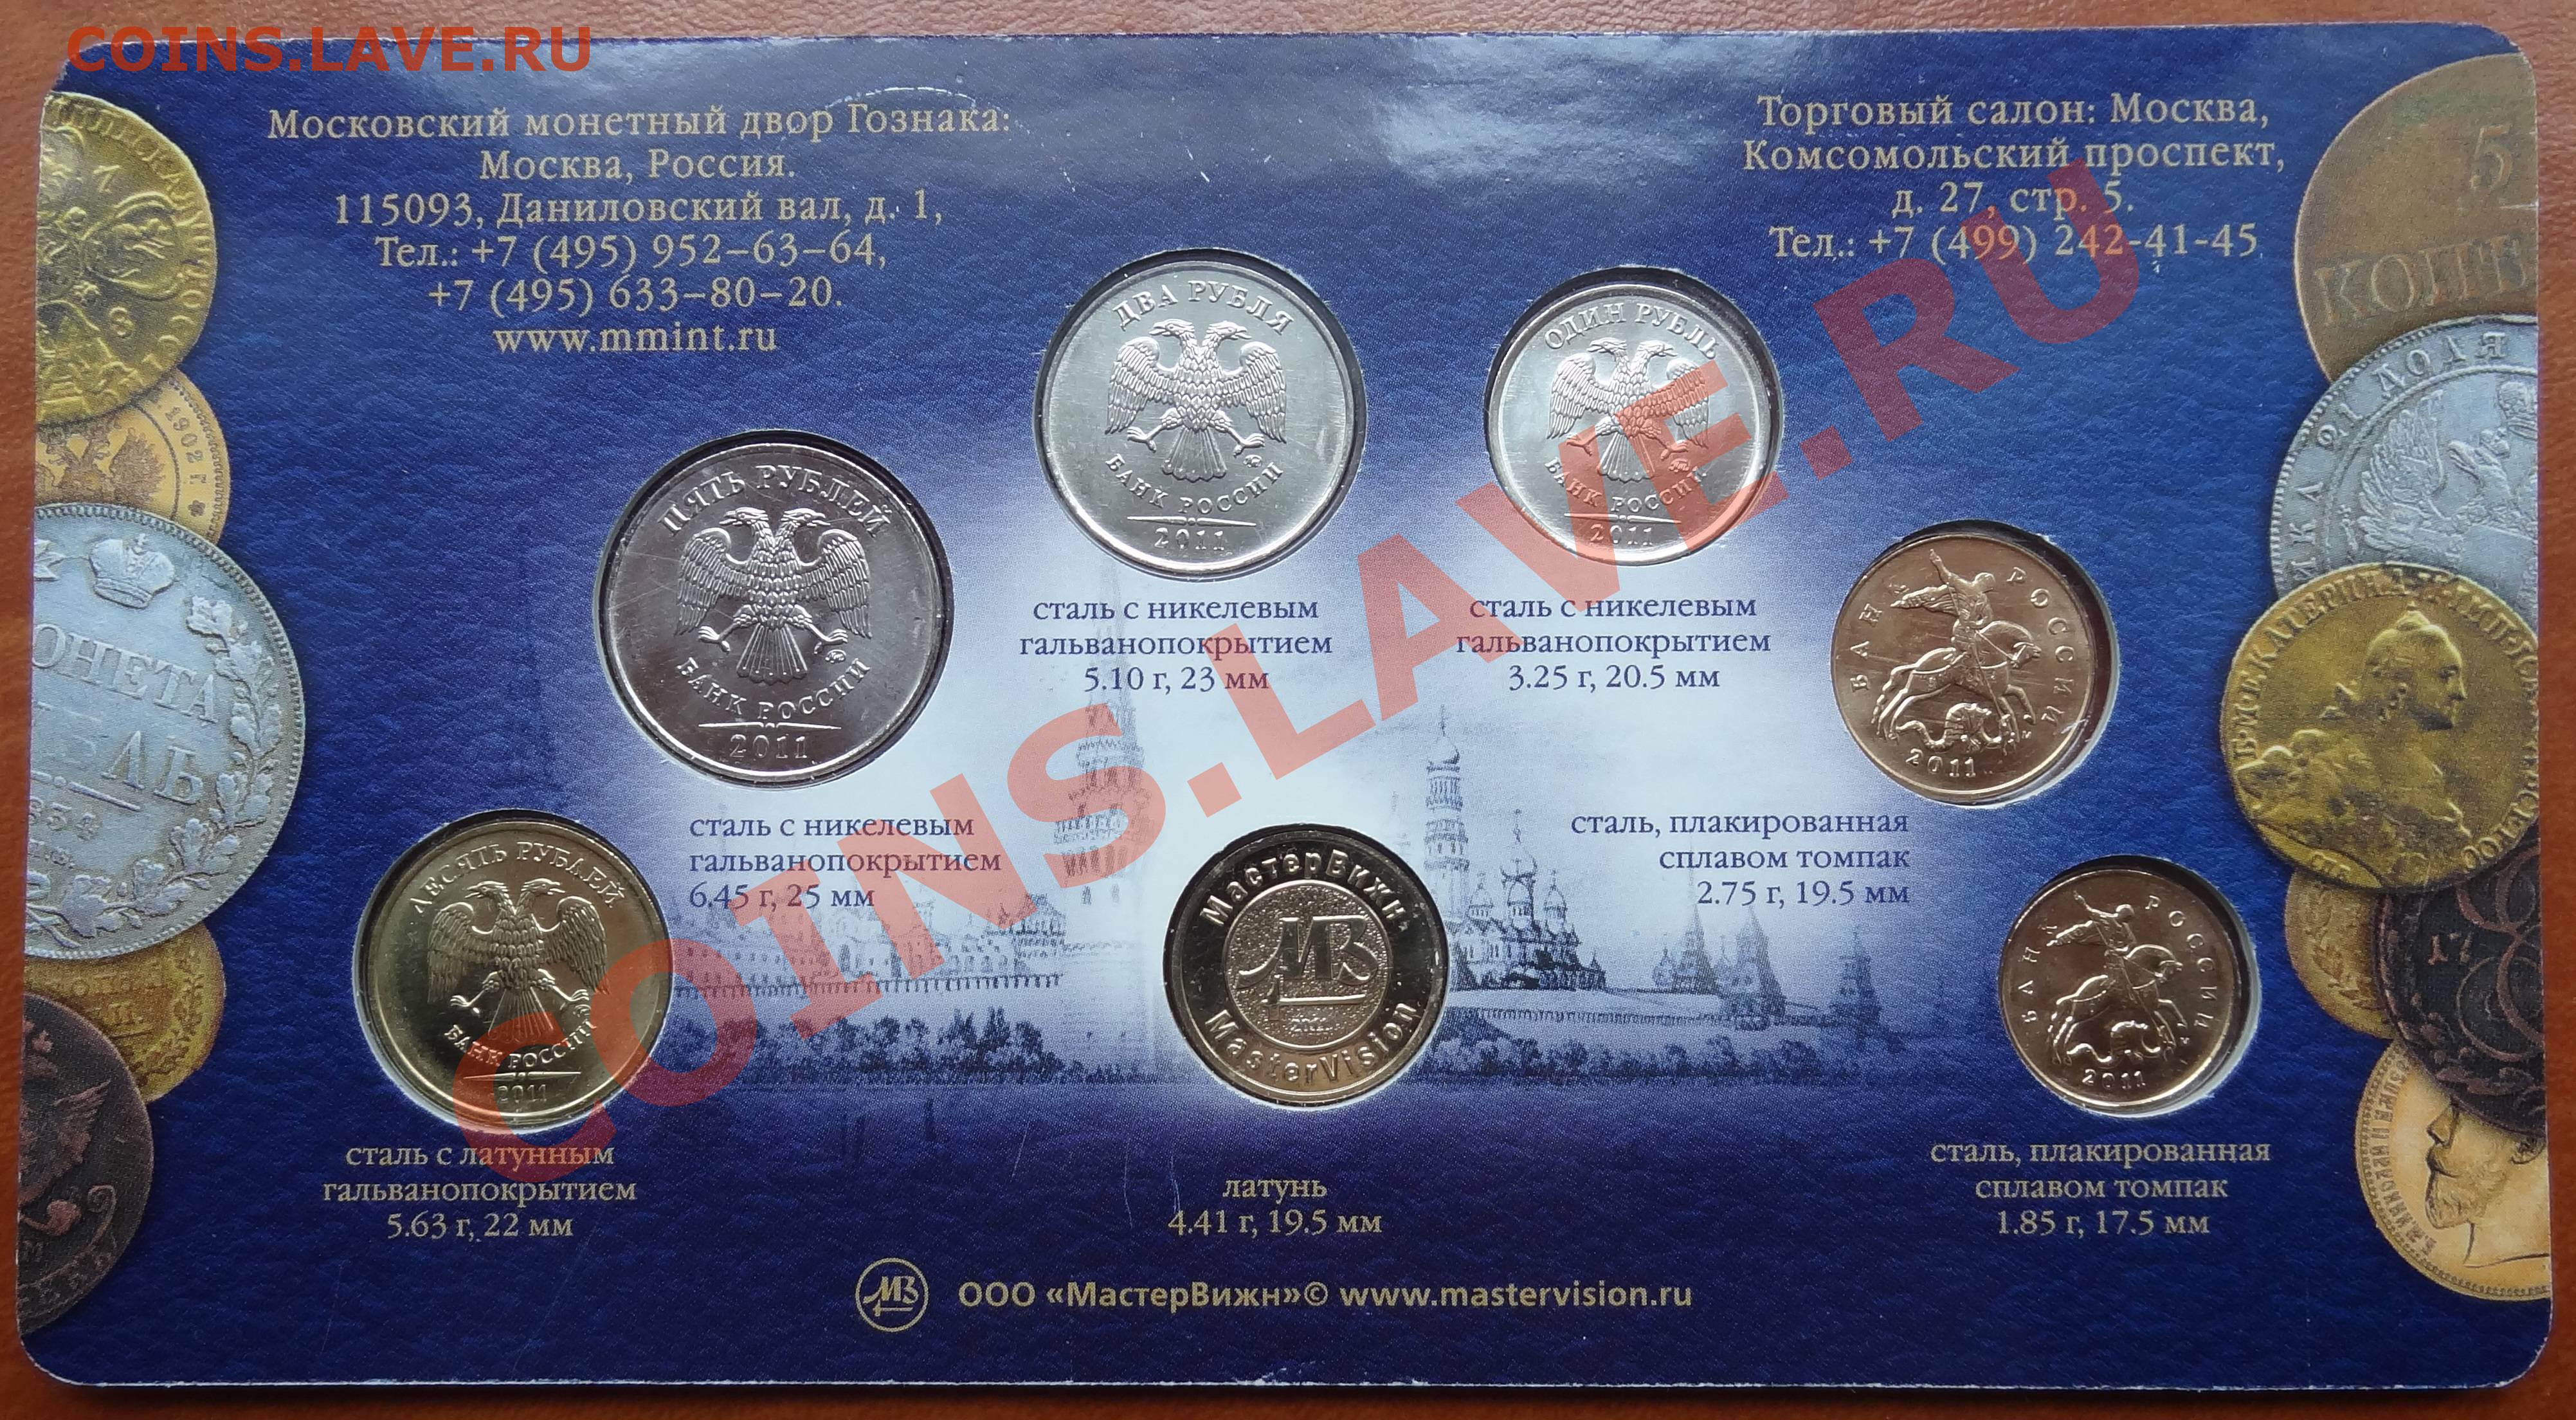 COINS.LAVE.RU
Московский монетный двор Гознака:
Москва, Россия.
115093, Даниловский вал, д. 1,
Тел.: +7 (495) 952–63–64,
+7 (495) 633–80–20.
www.mmint.ru
Торговый салон: Москва,
Комсомольский проспект,
д. 27, стр. 5.
Тел.: +7 (499) 242-41-45
ДВА РУБЛЯ
БАНК РОССИИ
2011
сталь с никелевым
гальванопокрытием
5.10 г, 23 мм
ОДИН РУБЛЬ
БАНК РОССИИ
2011
сталь с никелевым
гальванопокрытием
3.25 г, 20.5 мм
ПЯТЬ РУБЛЕЙ
БАНК РОССИИ
2011
сталь с никелевым
гальванопокрытием
6.45 г, 25 мм
БАНК РОССИИ
2011
сталь, плакированная
сплавом томпак
2.75 г, 19.5 мм
ДЕСЯТЬ РУБЛЕЙ
БАНК РОССИИ
2011
сталь с латунным
гальванопокрытием
5.63 г, 22 мм
МастерВижн
МВ
MasterVision
латунь
4.41 г, 19.5 мм
БАНК РОССИИ
2011
сталь, плакированная
сплавом томпак
1.85 г, 17.5 мм
МВ ООО «МастерВижн»© www.mastervision.ru
1902 Г.
МОНЕТА
5
COINS.LAVE.RU